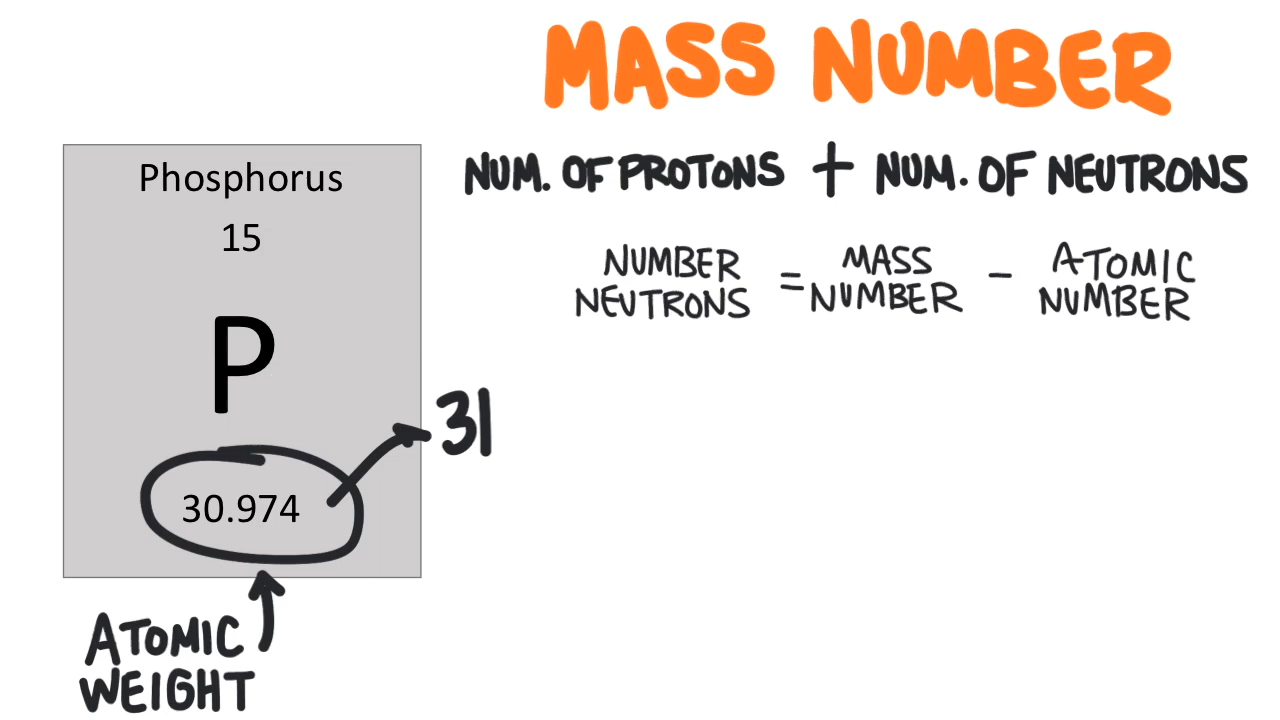 MASS NUMBER
NUM. OF PROTONS + NUM. OF NEUTRONS
NUMBER NEUTRONS = MASS NUMBER - ATOMIC NUMBER
Phosphorus
15
P
30.974
31
ATOMIC
WEIGHT